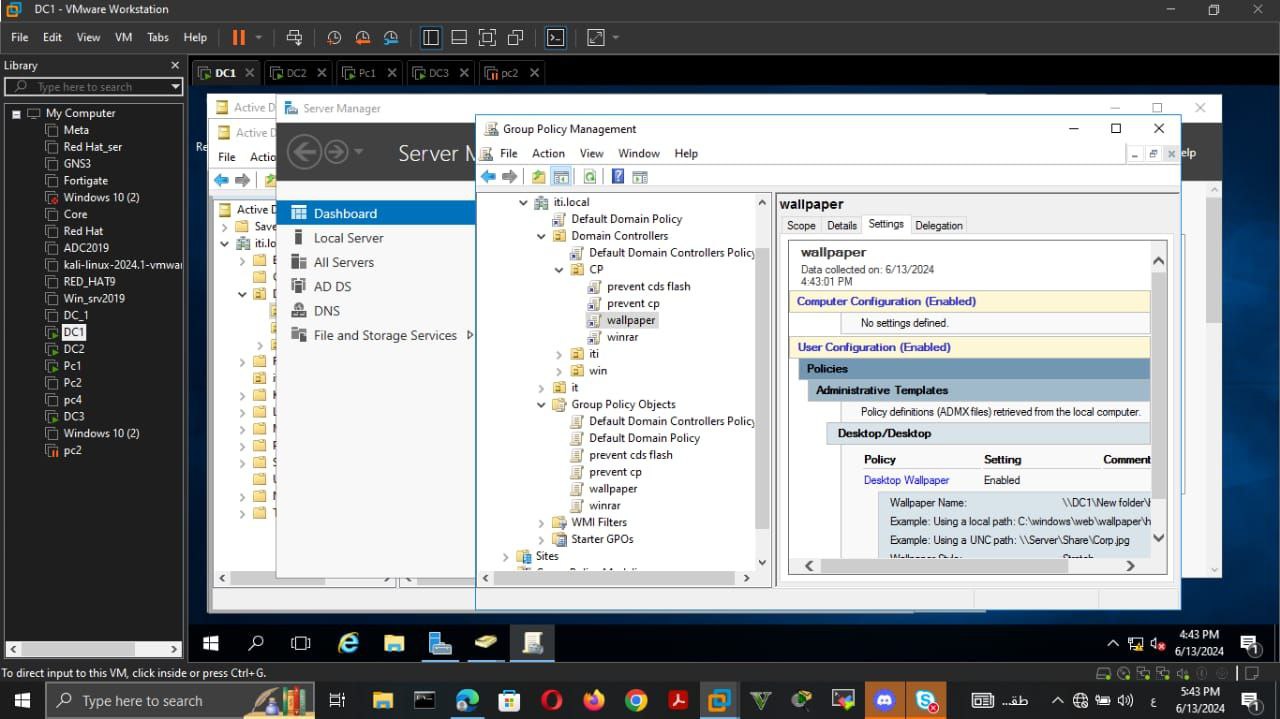 DC1 - VMware Workstation
File Edit View VM Tabs Help
Library
Type here to search
My Computer
Meta
Red Hat_ser
GNS3
Fortigate
Windows 10 (2)
Core
Red Hat
ADC2019
kali-linux-2024.1-vmwar
RED_HAT9
Win_srv2019
DC_1
DC1
DC2
Pc1
Pc2
pc4
DC3
Windows 10 (2)
pc2
DC1 DC2 Pc1 DC3 pc2
Active D
Active D
File Actio
Active D
Save
iti.lo
Server Manager
Server M
elp
Dashboard
Local Server
All Servers
AD DS
DNS
File and Storage Services
Group Policy Management
File Action View Window Help
iti.local
Default Domain Policy
Domain Controllers
Default Domain Controllers Policy
CP
prevent cds flash
prevent cp
wallpaper
winrar
iti
win
it
Group Policy Objects
Default Domain Controllers Policy
Default Domain Policy
prevent cds flash
prevent cp
wallpaper
winrar
WMI Filters
Starter GPOs
Sites
wallpaper
Scope Details Settings Delegation
wallpaper
Data collected on: 6/13/2024
4:43:01 PM
Computer Configuration (Enabled)
No settings defined.
User Configuration (Enabled)
Policies
Administrative Templates
Policy definitions (ADMX files) retrieved from the local computer.
Desktop/Desktop
Policy Setting Comment
Desktop Wallpaper Enabled
Wallpaper Name: \\DC1\New folder\
Example: Using a local path: C:\windows\web\wallpaper\h
Example: Using a UNC path: \\Server\Share\Corp.jpg
Wallpaper Style: Stretch
4:43 PM
6/13/2024
1
To direct input to this VM, click inside or press Ctrl+G.
Type here to search
طقـ...
ع
5:43 PM
6/13/2024
1